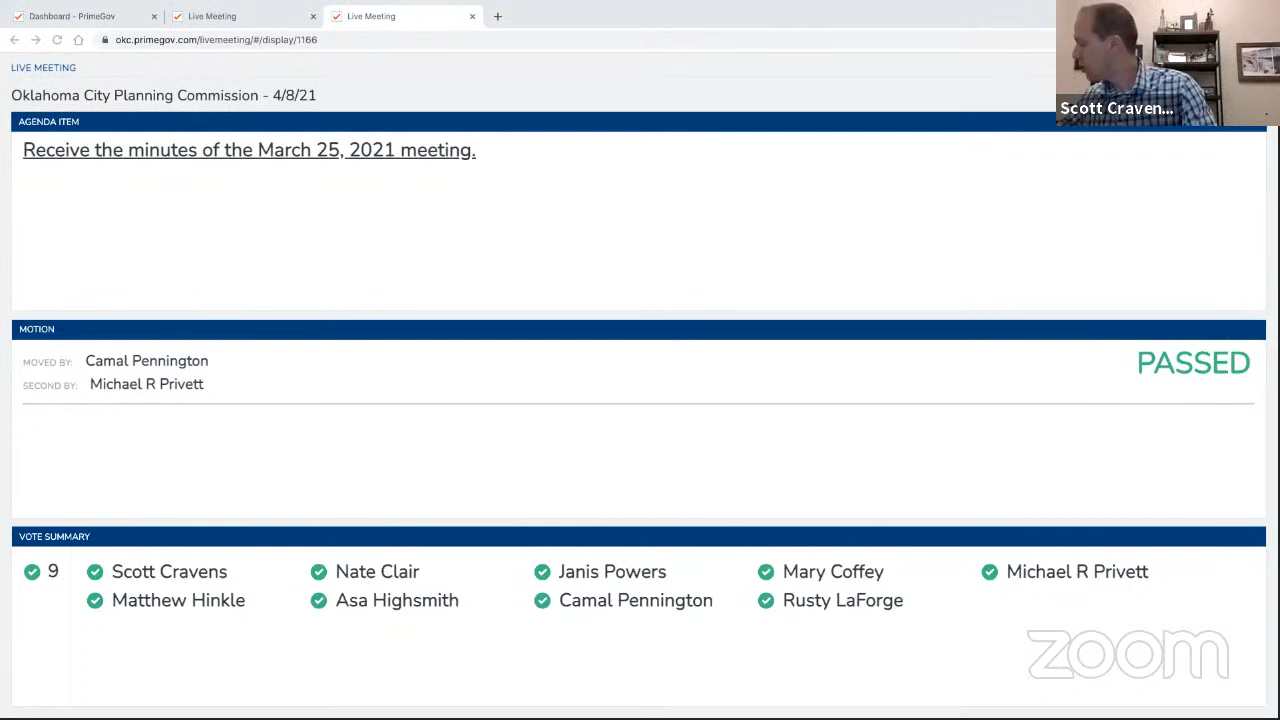 Dashboard - PrimeGov
Live Meeting
Live Meeting
okc.primegov.com/livemeeting/#/display/1166
LIVE MEETING
Oklahoma City Planning Commission - 4/8/21
Scott Craven...
AGENDA ITEM
Receive the minutes of the March 25, 2021 meeting.
MOTION
MOVED BY: Camal Pennington
PASSED
SECOND BY: Michael R Privett
VOTE SUMMARY
9 Scott Cravens Nate Clair Janis Powers Mary Coffey Michael R Privett
Matthew Hinkle Asa Highsmith Camal Pennington Rusty LaForge
zoom